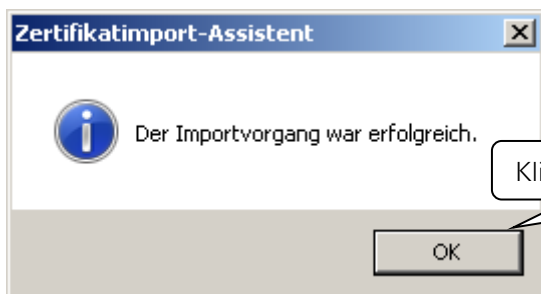 Zertifikatimport-Assistent
Der Importvorgang war erfolgreich.
OK